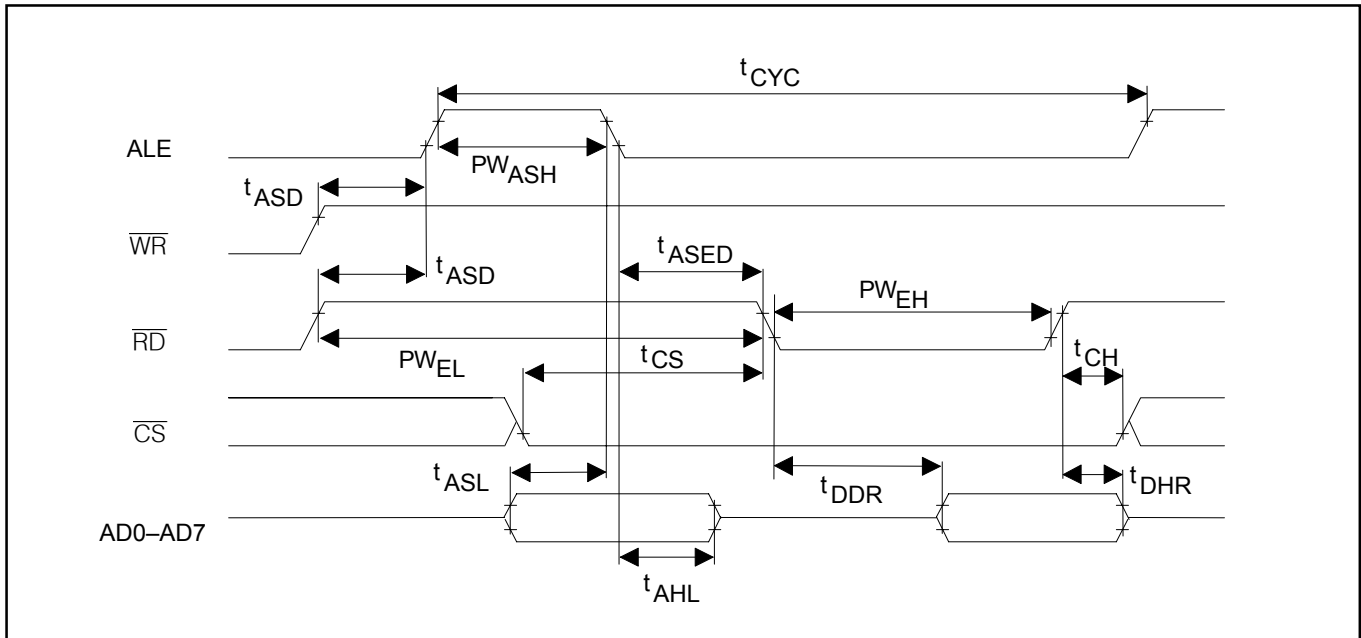 tCYC
ALE
PWASH
tASD
WR
tASED
tASD
PWEH
RD
tCH
PWEL
tCS
CS
tASL
tDDR
tDHR
AD0–AD7
tAHL